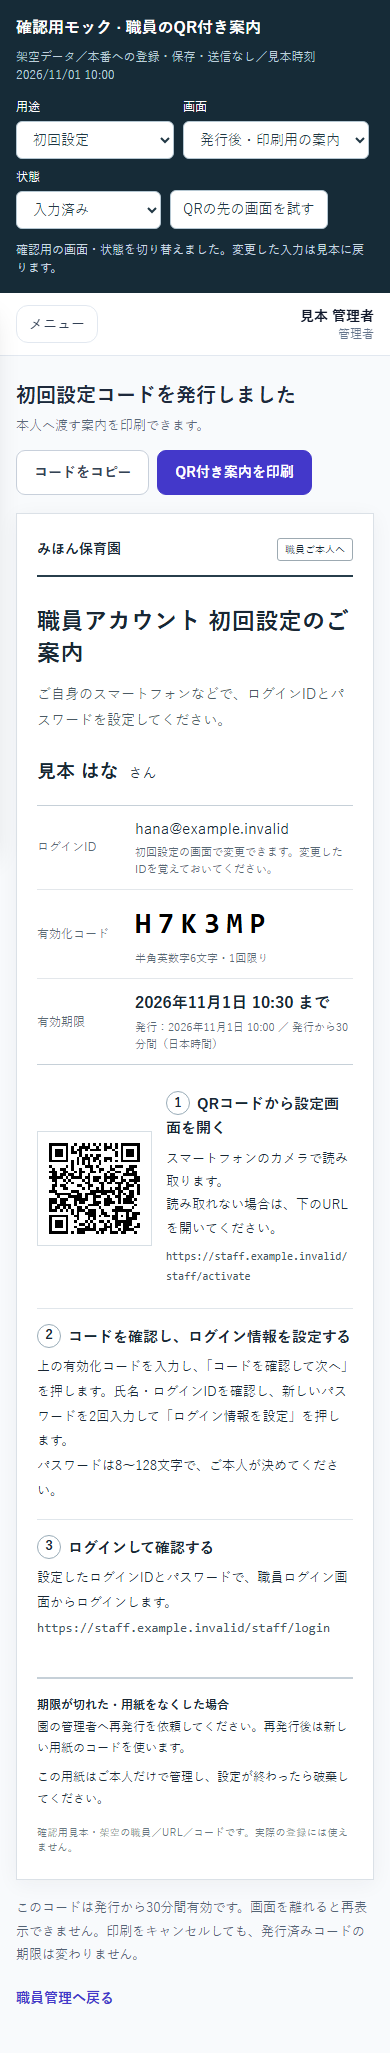 確認用モック・職員のQR付き案内
架空データ／本番への登録・保存・送信なし／見本時刻
2026/11/01 10:00
用途
画面
初回設定
発行後・印刷用の案内
状態
入力済み
QRの先の画面を試す
確認用の画面・状態を切り替えました。変更した入力は見本に戻
ります。
メニュー
見本 管理者
管理者
初回設定コードを発行しました
本人へ渡す案内を印刷できます。
コードをコピー
QR付き案内を印刷
みほん保育園
職員ご本人へ
職員アカウント 初回設定のご
案内
ご自身のスマートフォンなどで、ログインIDとパ
スワードを設定してください。
見本 はな さん
ログインID
hana@example.invalid
初回設定の画面で変更できます。変更した
IDを覚えておいてください。
有効化コード
H7K3MP
半角英数字6文字・1回限り
有効期限
2026年11月1日 10:30 まで
発行：2026年11月1日 10:00 ／ 発行から30
分間（日本時間）
1 QRコードから設定画
面を開く
スマートフォンのカメラで読み
取ります。
読み取れない場合は、下のURL
を開いてください。
https://staff.example.invalid/
staff/activate
2 コードを確認し、ログイン情報を設定する
上の有効化コードを入力し、「コードを確認して次へ」
を押します。氏名・ログインIDを確認し、新しいパス
ワードを2回入力して「ログイン情報を設定」を押し
ます。
パスワードは8〜128文字で、ご本人が決めてくださ
い。
3 ログインして確認する
設定したログインIDとパスワードで、職員ログイン画
面からログインします。
https://staff.example.invalid/staff/login
期限が切れた・用紙をなくした場合
園の管理者へ再発行を依頼してください。再発行後は新し
い用紙のコードを使います。
この用紙はご本人だけで管理し、設定が終わったら破棄し
てください。
確認用見本・架空の職員／URL／コードです。実際の登録には使え
ません。
このコードは発行から30分間有効です。画面を離れると再表
示できません。印刷をキャンセルしても、発行済みコードの
期限は変わりません。
職員管理へ戻る